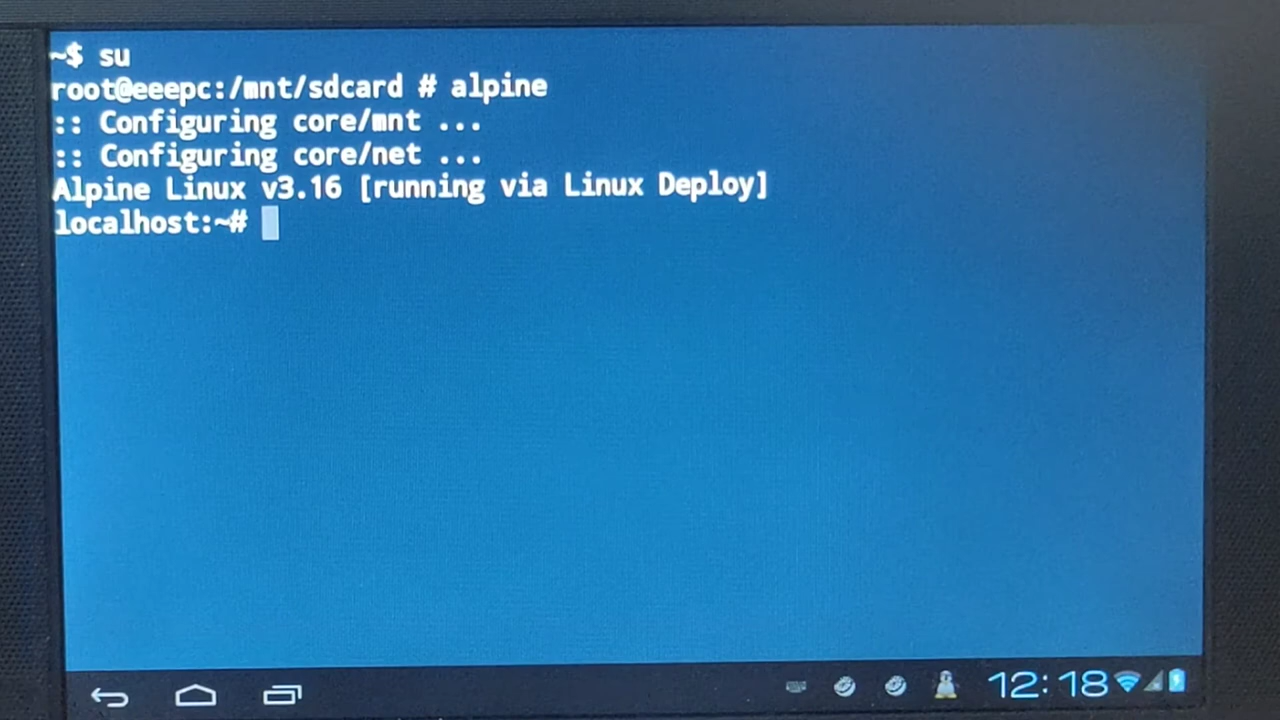 ~$ su
root@eeepc:/mnt/sdcard # alpine
:: Configuring core/mnt ...
:: Configuring core/net ...
Alpine Linux v3.16 [running via Linux Deploy]
localhost:~#
12:18